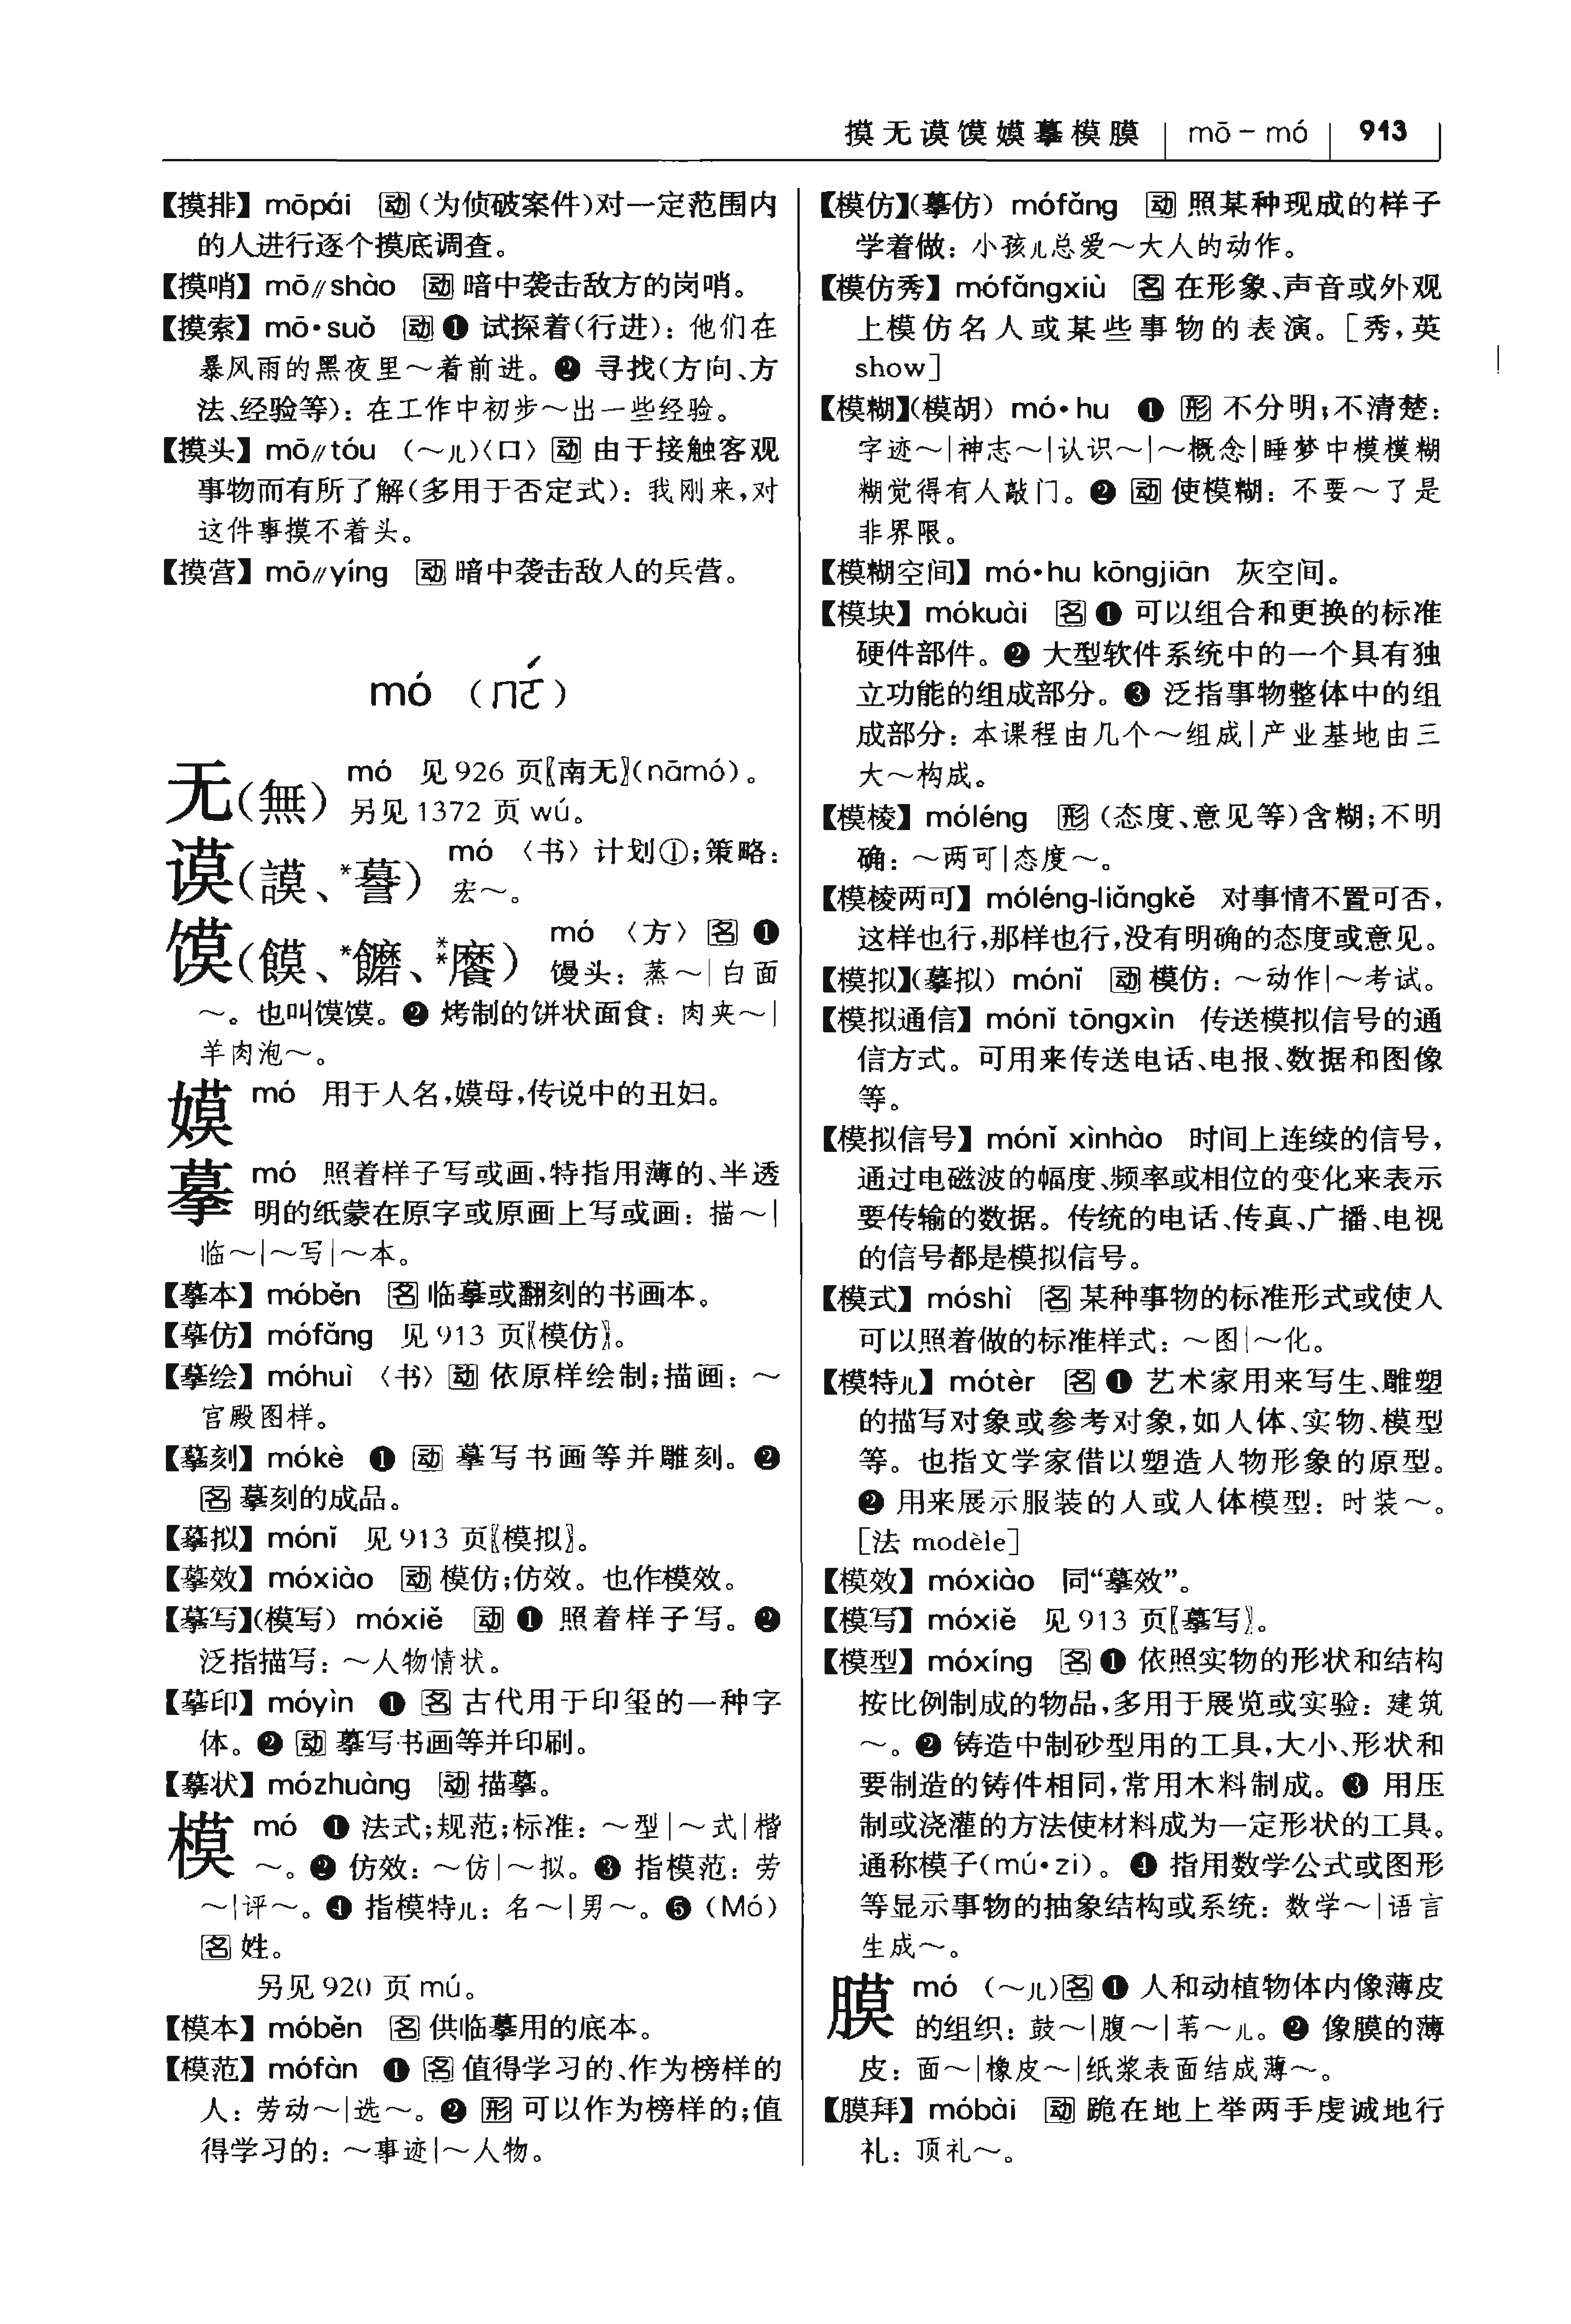 摸无谟馍嫫摹模膜 mō－mó 913
【摸排】 mōpái 动（为侦破案件）对一定范围内
的人进行逐个摸底调查。
【摸哨】 mō∥shào 动 暗中袭击敌方的岗哨。
【摸索】 mō·suǒ 动 ❶ 试探着（行进）：他们在
暴风雨的黑夜里～着前进。❷ 寻找（方向、方
法、经验等）：在工作中初步～出一些经验。
【摸头】 mō∥tóu （～儿）〈口〉动 由于接触客观
事物而有所了解（多用于否定式）：我刚来，对
这件事摸不着头。
【摸营】 mō∥yíng 动 暗中袭击敌人的兵营。
mó （ㄇㄛˊ）
无（無） mó 见 926 页〖南无〗(nāmó)。
另见 1372 页 wú。
谟（謨、*謩） mó 〈书〉计划①；策略：
宏～。
馍（饃、*饝、**𪎭） mó 〈方〉名 ❶
馒头：蒸～｜白面
～。也叫馍馍。❷ 烤制的饼状面食：肉夹～｜
羊肉泡～。
嫫 mó 用于人名，嫫母，传说中的丑妇。
摹 mó 照着样子写或画，特指用薄的、半透
明的纸蒙在原字或原画上写或画：描～｜
临～｜～写｜～本。
【摹本】 móběn 名 临摹或翻刻的书画本。
【摹仿】 mófǎng 见 913 页〖模仿〗。
【摹绘】 móhuì 〈书〉动 依原样绘制；描画：～
宫殿图样。
【摹刻】 mókè ❶ 动 摹写书画等并雕刻。❷
名 摹刻的成品。
【摹拟】 mónǐ 见 913 页〖模拟〗。
【摹效】 móxiào 动 模仿；仿效。也作模效。
【摹写】（模写） móxiě 动 ❶ 照着样子写。❷
泛指描写：～人物情状。
【摹印】 móyìn ❶ 名 古代用于印玺的一种字
体。❷ 动 摹写书画等并印刷。
【摹状】 mózhuàng 动 描摹。
模 mó ❶ 法式；规范；标准：～型｜～式｜楷
～。❷ 仿效：～仿｜～拟。❸ 指模范：劳
～｜评～。❹ 指模特儿：名～｜男～。❺（Mó）
名 姓。
另见 920 页 mú。
【模本】 móběn 名 供临摹用的底本。
【模范】 mófàn ❶ 名 值得学习的、作为榜样的
人：劳动～｜选～。❷ 形 可以作为榜样的；值
得学习的：～事迹｜～人物。
【模仿】（摹仿） mófǎng 动 照某种现成的样子
学着做：小孩儿总爱～大人的动作。
【模仿秀】 mófǎngxiù 名 在形象、声音或外观
上模仿名人或某些事物的表演。［秀，英
show］
【模糊】（模胡） mó·hu ❶ 形 不分明；不清楚：
字迹～｜神志～｜认识～｜～概念｜睡梦中模模糊
糊觉得有人敲门。❷ 动 使模糊：不要～了是
非界限。
【模糊空间】 mó·hu kōngjiān 灰空间。
【模块】 mókuài 名 ❶ 可以组合和更换的标准
硬件部件。❷ 大型软件系统中的一个具有独
立功能的组成部分。❸ 泛指事物整体中的组
成部分：本课程由几个～组成｜产业基地由三
大～构成。
【模棱】 móléng 形（态度、意见等）含糊；不明
确：～两可｜态度～。
【模棱两可】 móléng-liǎngkě 对事情不置可否，
这样也行，那样也行，没有明确的态度或意见。
【模拟】（摹拟） mónǐ 动 模仿：～动作｜～考试。
【模拟通信】 mónǐ tōngxìn 传送模拟信号的通
信方式。可用来传送电话、电报、数据和图像
等。
【模拟信号】 mónǐ xìnhào 时间上连续的信号，
通过电磁波的幅度、频率或相位的变化来表示
要传输的数据。传统的电话、传真、广播、电视
的信号都是模拟信号。
【模式】 móshì 名 某种事物的标准形式或使人
可以照着做的标准样式：～图｜～化。
【模特儿】 mótèr 名 ❶ 艺术家用来写生、雕塑
的描写对象或参考对象，如人体、实物、模型
等。也指文学家借以塑造人物形象的原型。
❷ 用来展示服装的人或人体模型：时装～。
［法 modèle］
【模效】 móxiào 同“摹效”。
【模写】 móxiě 见 913 页〖摹写〗。
【模型】 móxíng 名 ❶ 依照实物的形状和结构
按比例制成的物品，多用于展览或实验：建筑
～。❷ 铸造中制砂型用的工具，大小、形状和
要制造的铸件相同，常用木料制成。❸ 用压
制或浇灌的方法使材料成为一定形状的工具。
通称模子(mú·zi)。❹ 指用数学公式或图形
等显示事物的抽象结构或系统：数学～｜语言
生成～。
膜 mó （～儿）名 ❶ 人和动植物体内像薄皮
的组织：鼓～｜腹～｜苇～儿。❷ 像膜的薄
皮：面～｜橡皮～｜纸浆表面结成薄～。
【膜拜】 móbài 动 跪在地上举两手虔诚地行
礼：顶礼～。